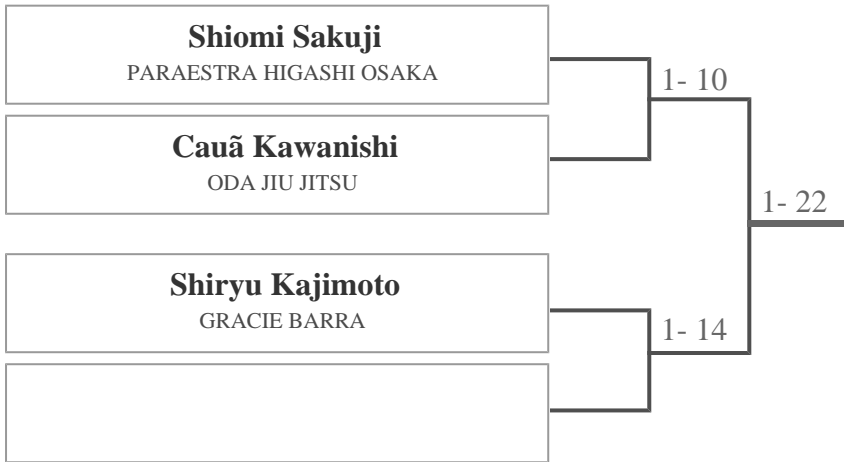 Shiomi Sakuji
PARAESTRA HIGASHI OSAKA
1- 10
Cauã Kawanishi
ODA JIU JITSU
1- 22
Shiryu Kajimoto
GRACIE BARRA
1- 14